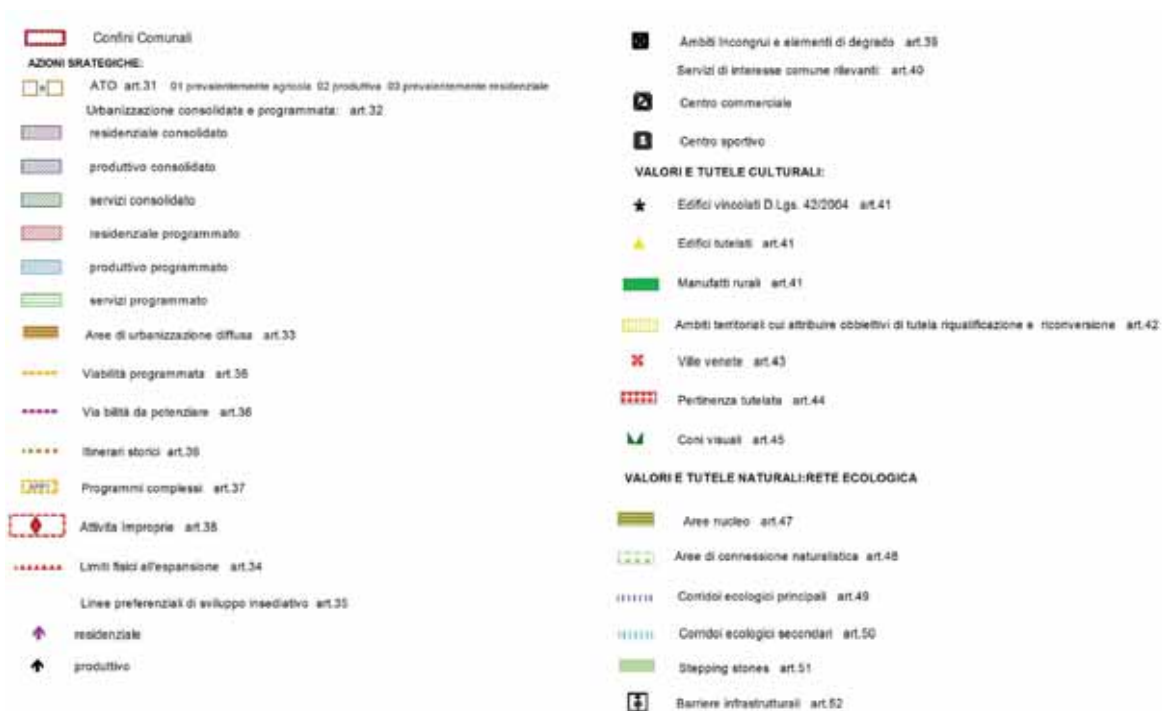 Confini Comunali
AZIONI SRATEGICHE:
ATO art.31 01 prevalentemente agricola 02 produttiva 03 prevalentemente residenziale
Urbanizzazione consolidata e programmata: art.32
residenziale consolidato
produttivo consolidato
servizi consolidato
residenziale programmato
produttivo programmato
servizi programmato
Aree di urbanizzazione diffusa art.33
Viabilità programmata art.36
Via bilità da potenziare art.36
Itinerari storici art.36
Programmi complessi art.37
Attività improprie art.38
Limiti fisici all'espansione art.34
Linee preferenziali di sviluppo insediativo art.35
residenziale
produttivo
Ambiti Incongrui e elementi di degrado art.39
Servizi di interesse comune rilevanti: art.40
Centro commerciale
Centro sportivo
VALORI E TUTELE CULTURALI:
Edifici vincolati D.Lgs. 42/2004 art.41
Edifici tutelati art.41
Manufatti rurali art.41
Ambiti territoriali cui attribuire obbiettivi di tutela riqualificazione e riconversione art.42
Ville venete art.43
Pertinenza tutelata art.44
Coni visuali art.45
VALORI E TUTELE NATURALI:RETE ECOLOGICA
Aree nucleo art.47
Aree di connessione naturalistica art.48
Corridoi ecologici principali art.49
Corridoi ecologici secondari art.50
Stepping stones art.51
Barriere infrastrutturali art.52